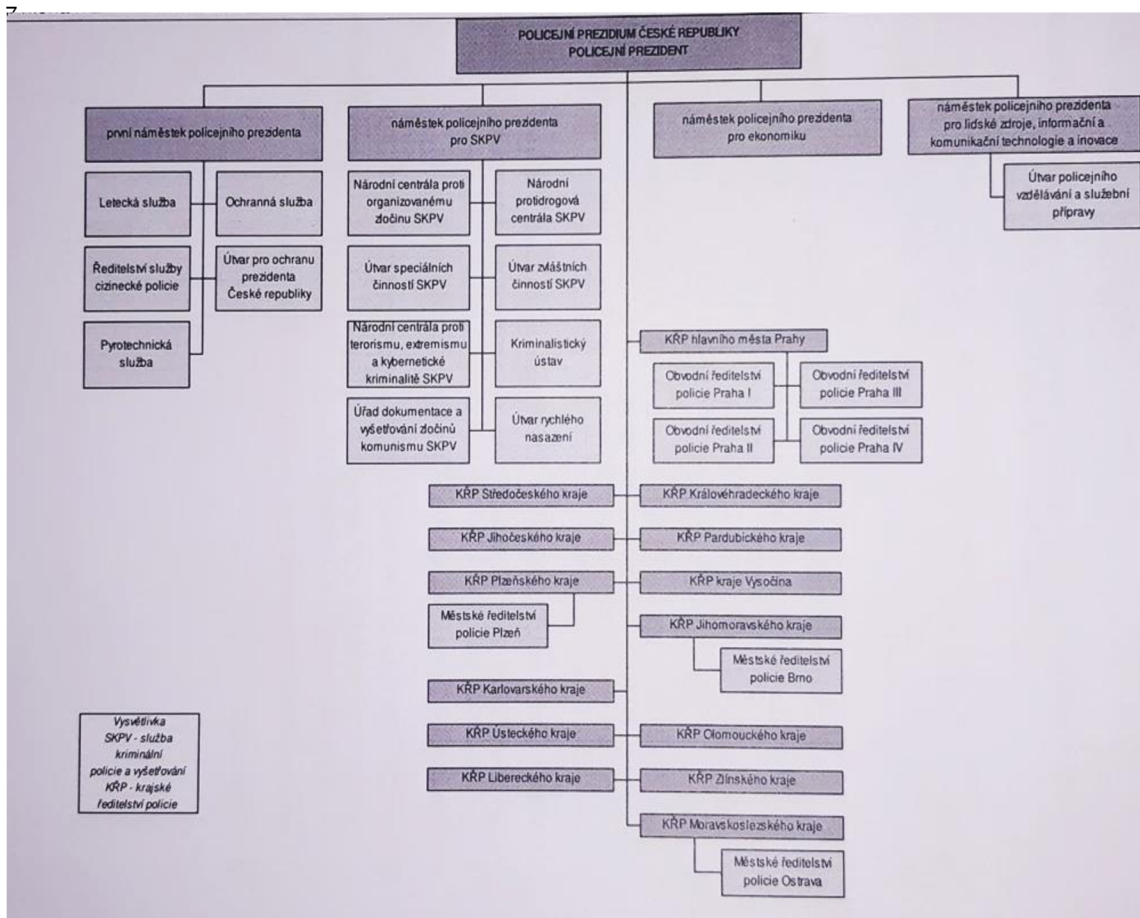 POLICEJNÍ PREZIDIUM ČESKÉ REPUBLIKY
POLICEJNÍ PREZIDENT
první náměstek policejního prezidenta
náměstek policejního prezidenta
pro SKPV
náměstek policejního prezidenta
pro ekonomiku
náměstek policejního prezidenta
pro lidské zdroje, informační a
komunikační technologie a inovace
Letecká služba
Ochranná služba
Ředitelství služby
cizinecké policie
Útvar pro ochranu
prezidenta
České republiky
Pyrotechnická
služba
Národní centrála proti
organizovanému
zločinu SKPV
Národní
protidrogová
centrála SKPV
Útvar speciálních
činností SKPV
Útvar zvláštních
činností SKPV
Národní centrála proti
terorismu, extremismu
a kybernetické
kriminalitě SKPV
Kriminalistický
ústav
Úřad dokumentace a
vyšetřování zločinů
komunismu SKPV
Útvar rychlého
nasazení
Útvar policejního
vzdělávání a služební
přípravy
KŘP hlavního města Prahy
Obvodní ředitelství
policie Praha I
Obvodní ředitelství
policie Praha III
Obvodní ředitelství
policie Praha II
Obvodní ředitelství
policie Praha IV
KŘP Středočeského kraje
KŘP Královéhradeckého kraje
KŘP Jihočeského kraje
KŘP Pardubického kraje
KŘP Plzeňského kraje
KŘP kraje Vysočina
Městské ředitelství
policie Plzeň
KŘP Jihomoravského kraje
Městské ředitelství
policie Brno
KŘP Karlovarského kraje
KŘP Ústeckého kraje
KŘP Olomouckého kraje
KŘP Libereckého kraje
KŘP Zlínského kraje
KŘP Moravskoslezského kraje
Městské ředitelství
policie Ostrava
Vysvětlivka
SKPV - služba
kriminální
policie a vyšetřování
KŘP - krajské
ředitelství policie